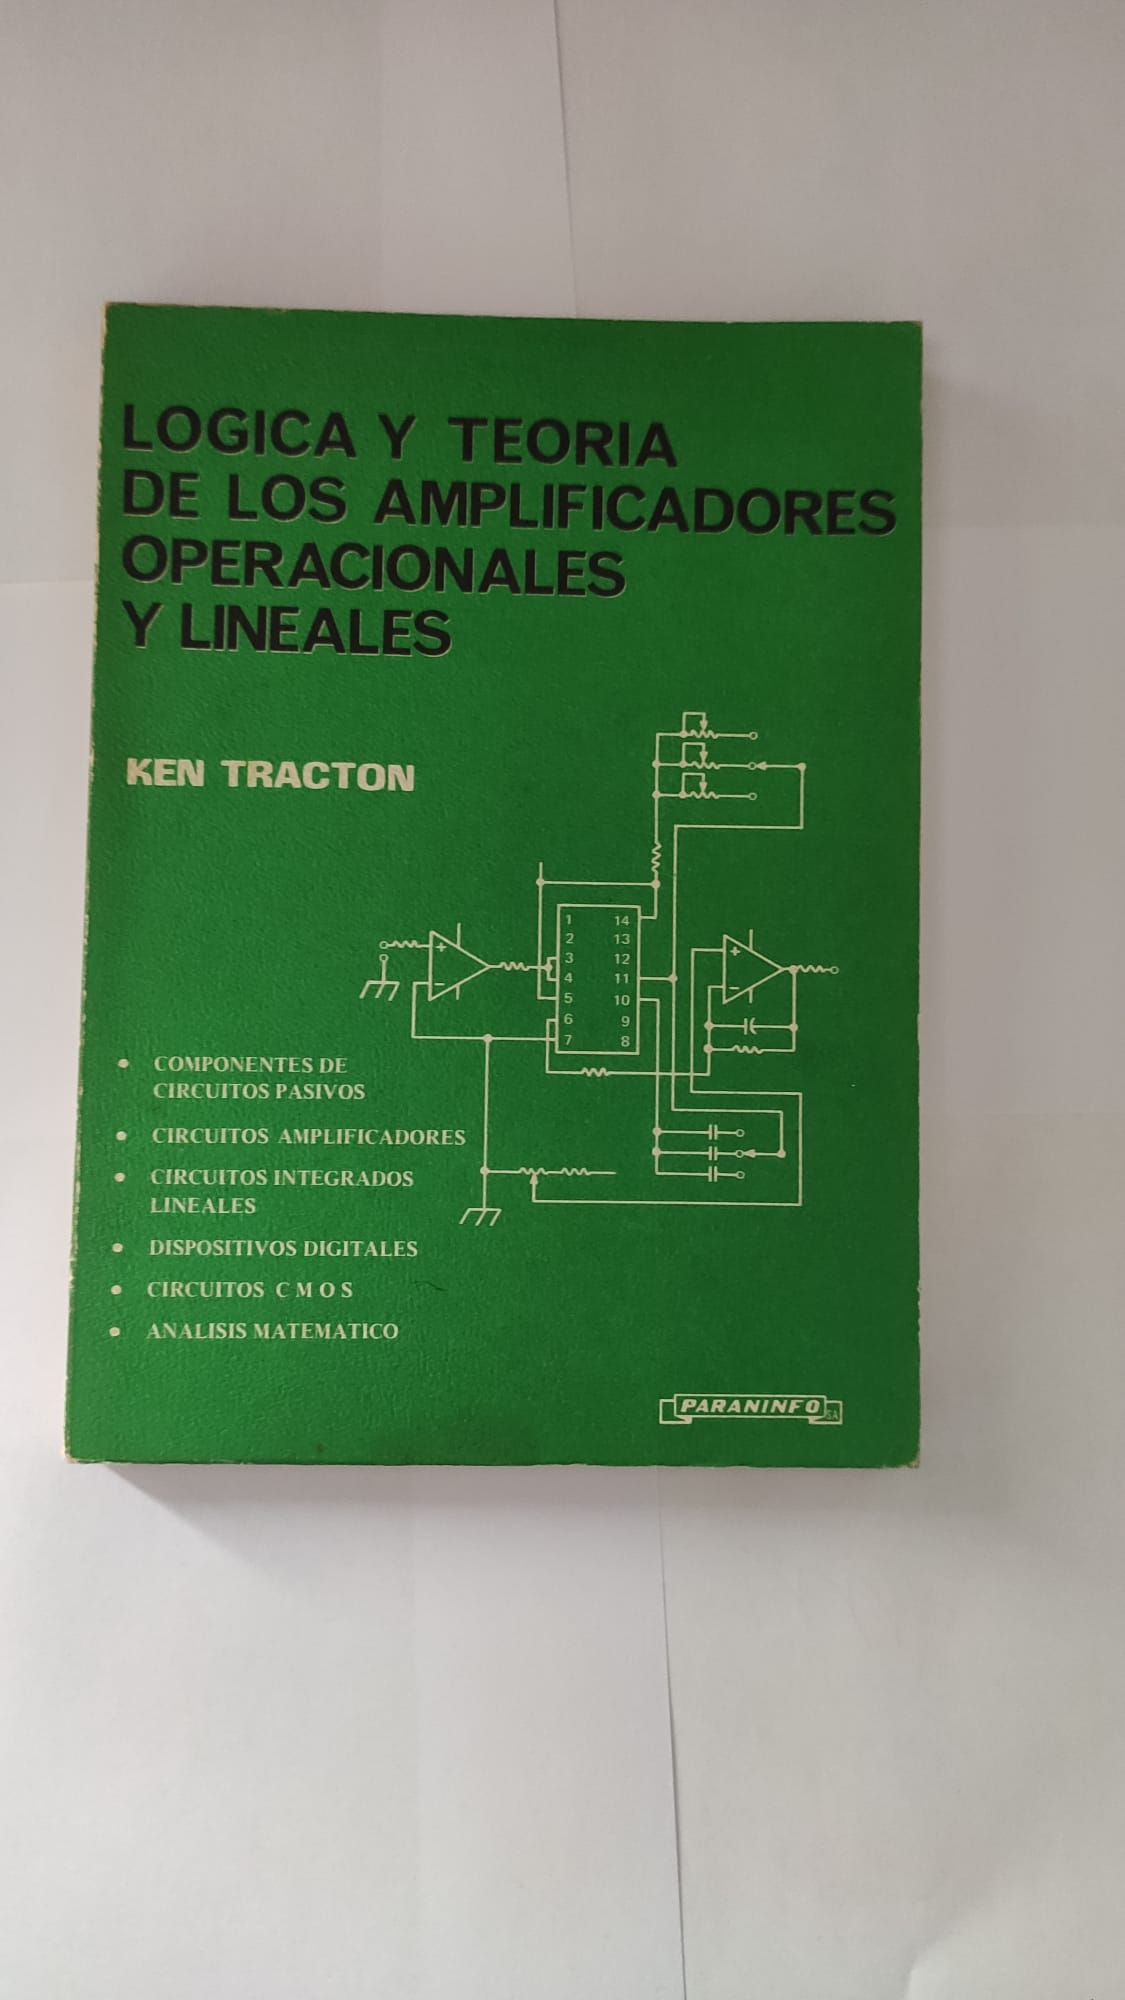 LOGICA Y TEORIA
DE LOS AMPLIFICADORES
OPERACIONALES
Y LINEALES
KEN TRACTON
+
-
1 14
2 13
3 12
4 11
5 10
6 9
7 8
+
-
• COMPONENTES DE
CIRCUITOS PASIVOS
• CIRCUITOS AMPLIFICADORES
• CIRCUITOS INTEGRADOS
LINEALES
• DISPOSITIVOS DIGITALES
• CIRCUITOS C M O S
• ANALISIS MATEMATICO
PARANINFO SA